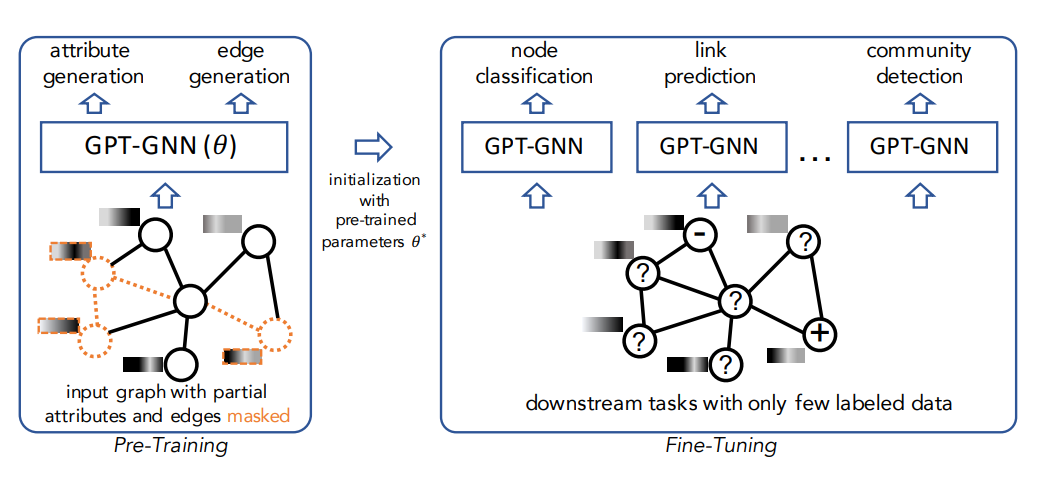 attribute
generation
edge
generation
GPT-GNN (θ)
input graph with partial
attributes and edges masked
Pre-Training
initialization
with
pre-trained
parameters θ*
node
classification
link
prediction
community
detection
GPT-GNN
GPT-GNN
...
GPT-GNN
-
?
?
?
?
+
?
downstream tasks with only few labeled data
Fine-Tuning